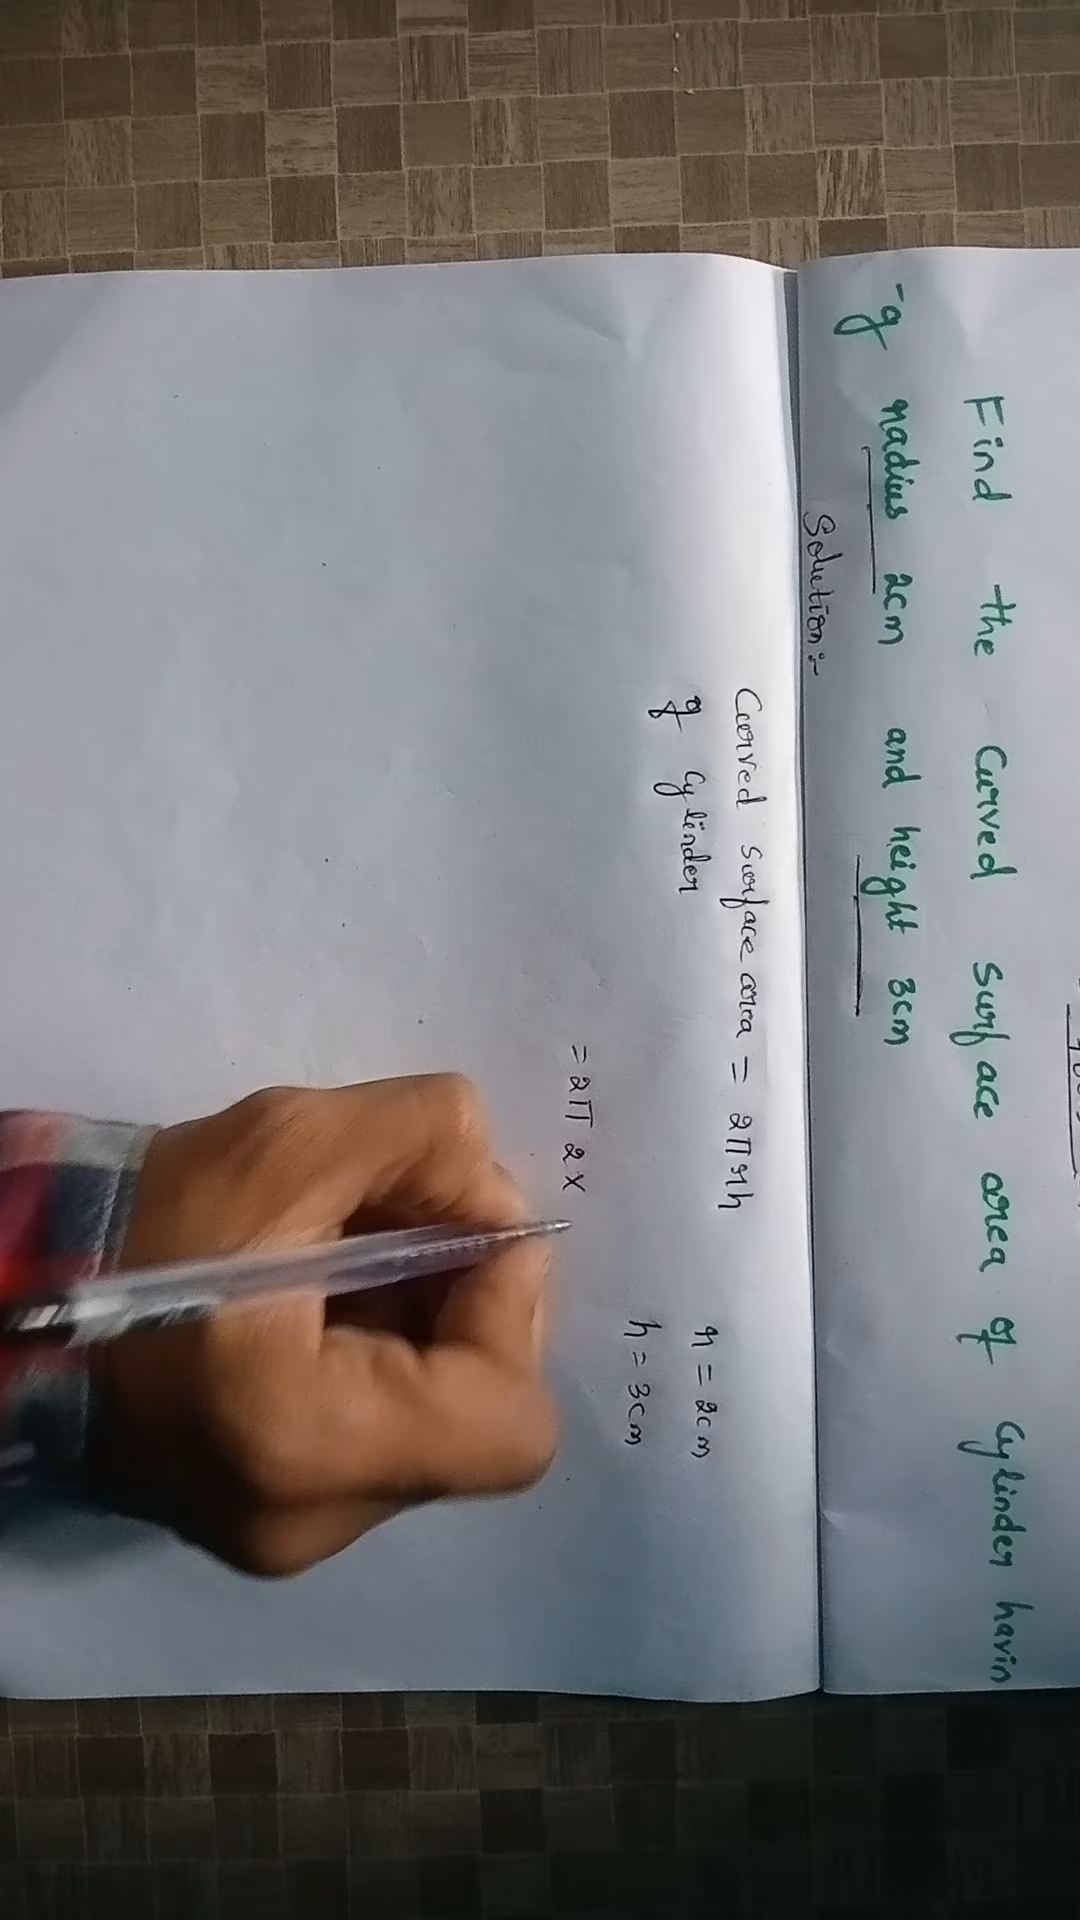 Find the Curved surface area of Cylinder havin
-g radius 2cm and height 3cm
Solution:-
Curved surface area = 2πrh
of Cylinder
r = 2cm
h = 3cm
= 2π 2 x